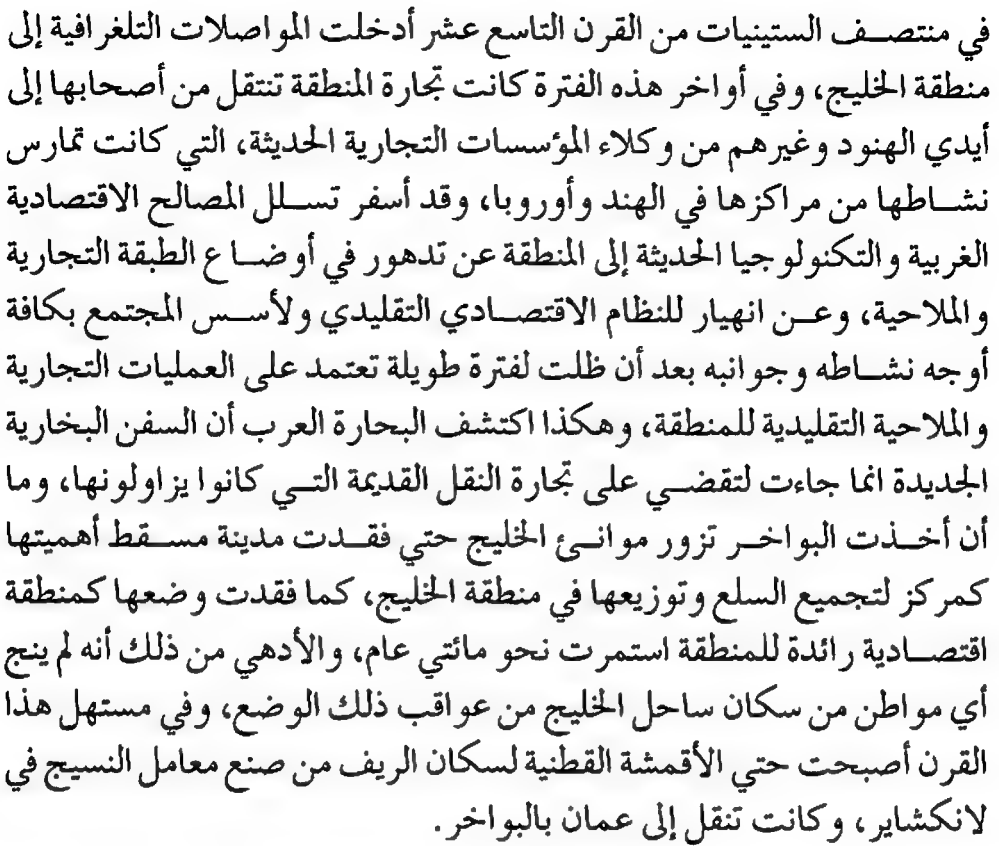 في منتصف الستينيات من القرن التاسع عشر أدخلت المواصلات التلغرافية إلى
منطقة الخليج، وفي أواخر هذه الفترة كانت تجارة المنطقة تنتقل من أصحابها إلى
أيدي الهنود وغيرهم من وكلاء المؤسسات التجارية الحديثة، التي كانت تمارس
نشاطها من مراكزها في الهند وأوروبا، وقد أسفر تسلل المصالح الاقتصادية
الغربية والتكنولوجيا الحديثة إلى المنطقة عن تدهور في أوضاع الطبقة التجارية
والملاحية، وعن انهيار للنظام الاقتصادي التقليدي ولأسس المجتمع بكافة
أوجه نشاطه وجوانبه بعد أن ظلت لفترة طويلة تعتمد على العمليات التجارية
والملاحية التقليدية للمنطقة، وهكذا اكتشف البحارة العرب أن السفن البخارية
الجديدة انما جاءت لتقضي على تجارة النقل القديمة التي كانوا يزاولونها، وما
أن أخذت البواخر تزور موانئ الخليج حتي فقدت مدينة مسقط أهميتها
كمركز لتجميع السلع وتوزيعها في منطقة الخليج، كما فقدت وضعها كمنطقة
اقتصادية رائدة للمنطقة استمرت نحو مائتي عام، والأدهي من ذلك أنه لم ينج
أي مواطن من سكان ساحل الخليج من عواقب ذلك الوضع، وفي مستهل هذا
القرن أصبحت حتي الأقمشة القطنية لسكان الريف من صنع معامل النسيج في
لانكشاير، وكانت تنقل إلى عمان بالبواخر.